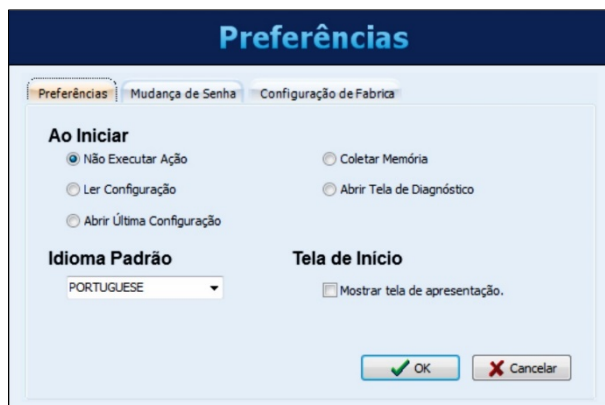 Preferências
Preferências Mudança de Senha Configuração de Fabrica
Ao Iniciar
Não Executar Ação Coletar Memória
Ler Configuração Abrir Tela de Diagnóstico
Abrir Última Configuração
Idioma Padrão Tela de Início
PORTUGUESE Mostrar tela de apresentação.
OK Cancelar